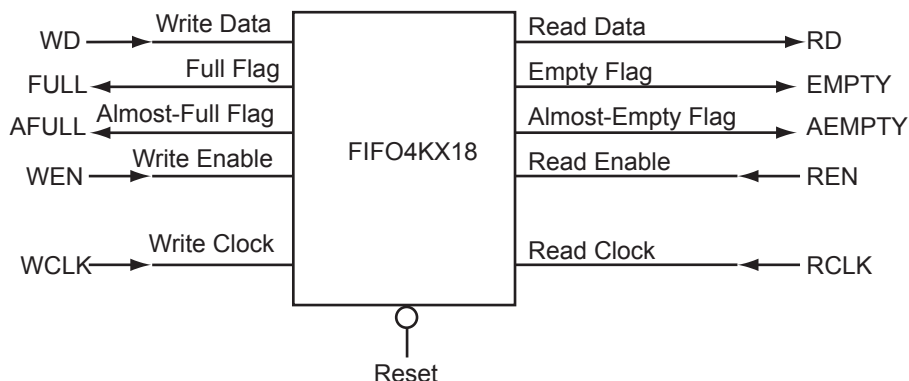 WD Write Data Read Data RD
FULL Full Flag Empty Flag EMPTY
AFULL Almost-Full Flag Almost-Empty Flag AEMPTY
FIFO4KX18
WEN Write Enable Read Enable REN
WCLK Write Clock Read Clock RCLK
Reset